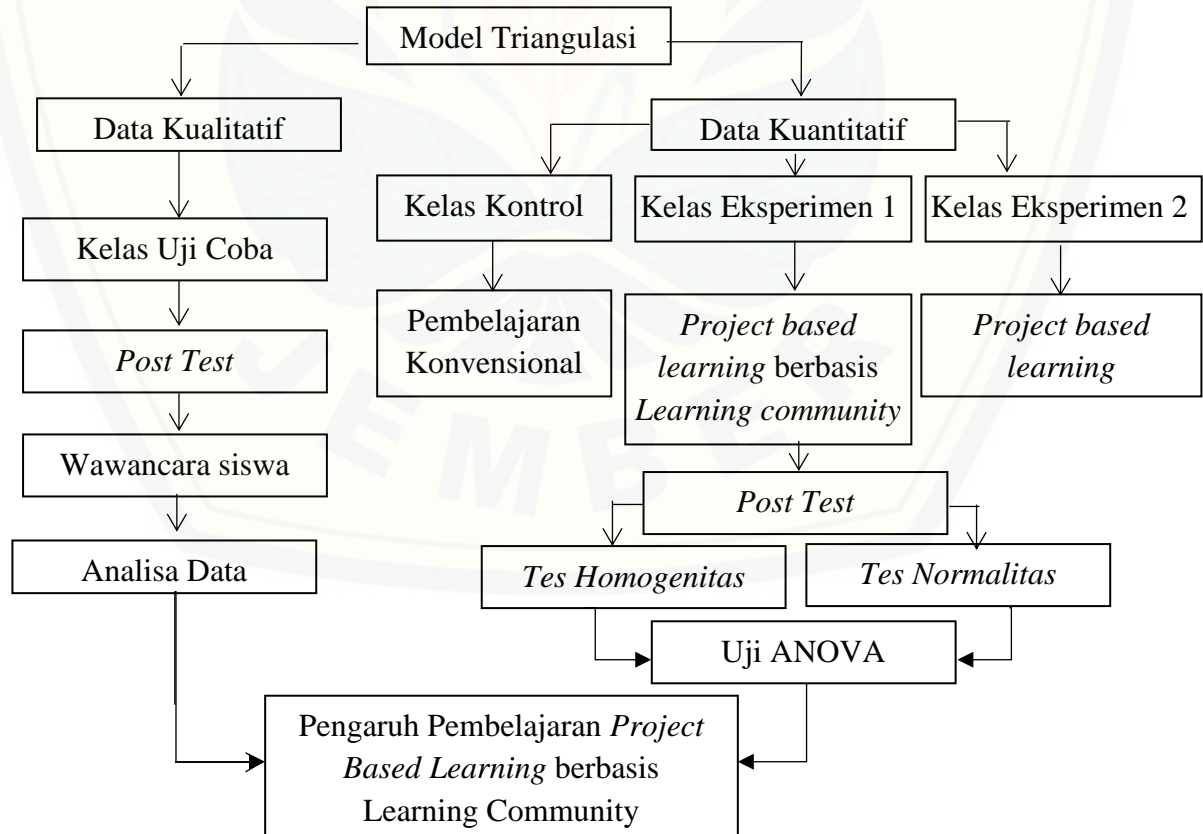 Model Triangulasi
Data Kualitatif
Data Kuantitatif
Kelas Kontrol
Kelas Eksperimen 1
Kelas Eksperimen 2
Kelas Uji Coba
Pembelajaran
Konvensional
Project based
learning berbasis
Learning community
Project based
learning
Post Test
Wawancara siswa
Post Test
Analisa Data
Tes Homogenitas
Tes Normalitas
Uji ANOVA
Pengaruh Pembelajaran Project
Based Learning berbasis
Learning Community
JEMBER